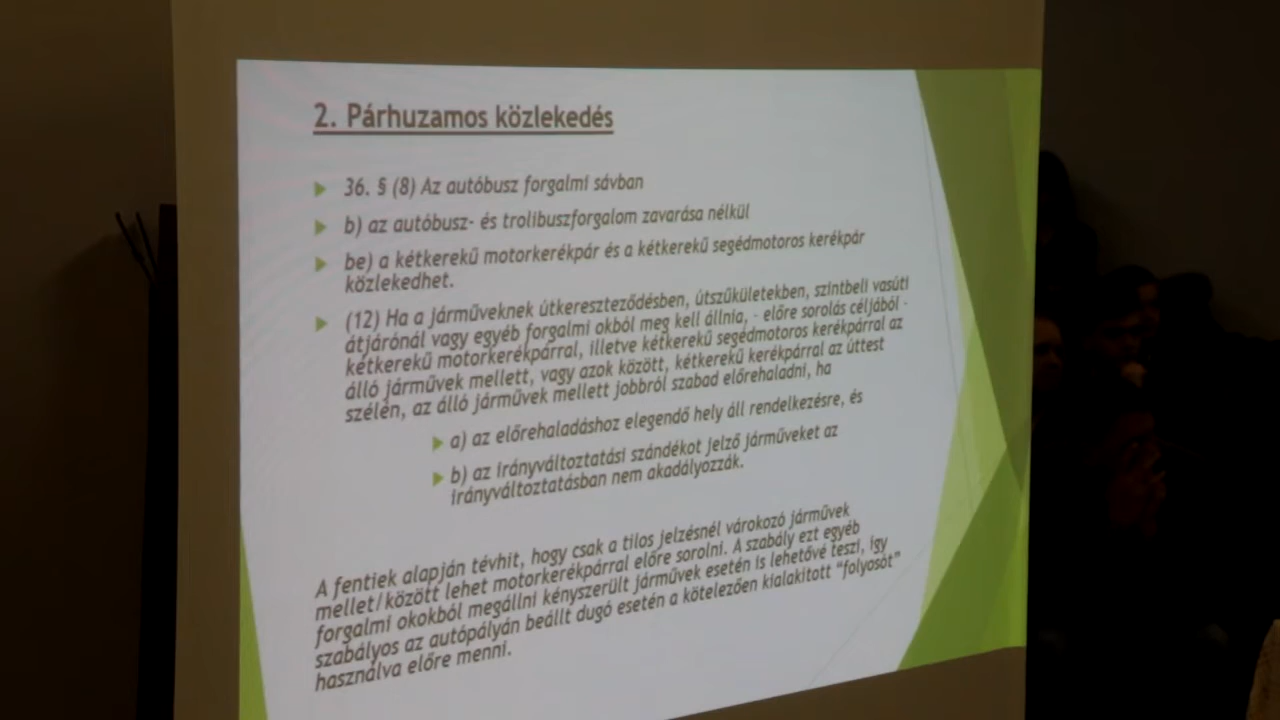 2. Párhuzamos közlekedés
36. § (8) Az autóbusz forgalmi sávban
b) az autóbusz- és trolibuszforgalom zavarása nélkül
be) a kétkerekű motorkerékpár és a kétkerekű segédmotoros kerékpár
közlekedhet.
(12) Ha a járműveknek útkereszteződésben, útszűkületekben, szintbeli vasúti
átjárónál vagy egyéb forgalmi okból meg kell állnia, - előre sorolás céljából -
kétkerekű motorkerékpárral, illetve kétkerekű segédmotoros kerékpárral az
álló járművek mellett, vagy azok között, kétkerekű kerékpárral az úttest
szélén, az álló járművek mellett jobbról szabad előrehaladni, ha
a) az előrehaladáshoz elegendő hely áll rendelkezésre, és
b) az irányváltoztatási szándékot jelző járműveket az
irányváltoztatásban nem akadályozzák.
A fentiek alapján tévhit, hogy csak a tilos jelzésnél várokozó járművek
mellet/között lehet motorkerékpárral előre sorolni. A szabály ezt egyéb
forgalmi okokból megállni kényszerült járművek esetén is lehetővé teszi, így
szabályos az autópályán beállt dugó esetén a kötelezően kialakított “folyosót”
használva előre menni.